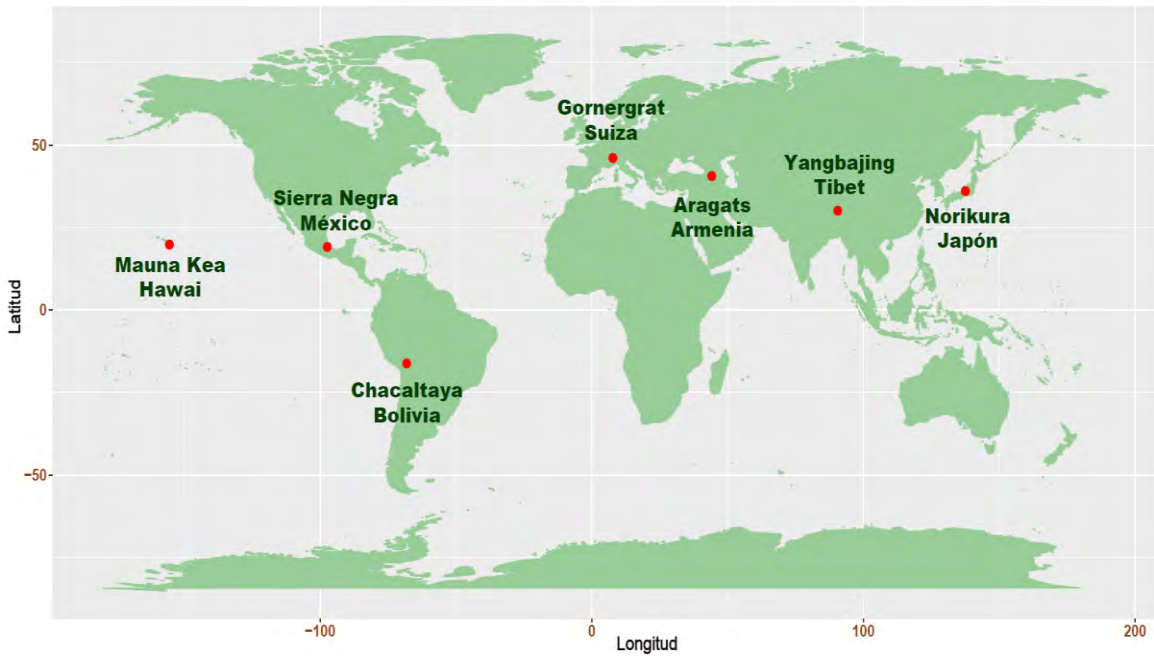 Gornergrat
Suiza
Yangbajing
Tibet
Sierra Negra
México
Aragats
Armenia
Norikura
Japón
Mauna Kea
Hawai
Chacaltaya
Bolivia
Latitud
50
0
−50
−100
0
100
200
Longitud